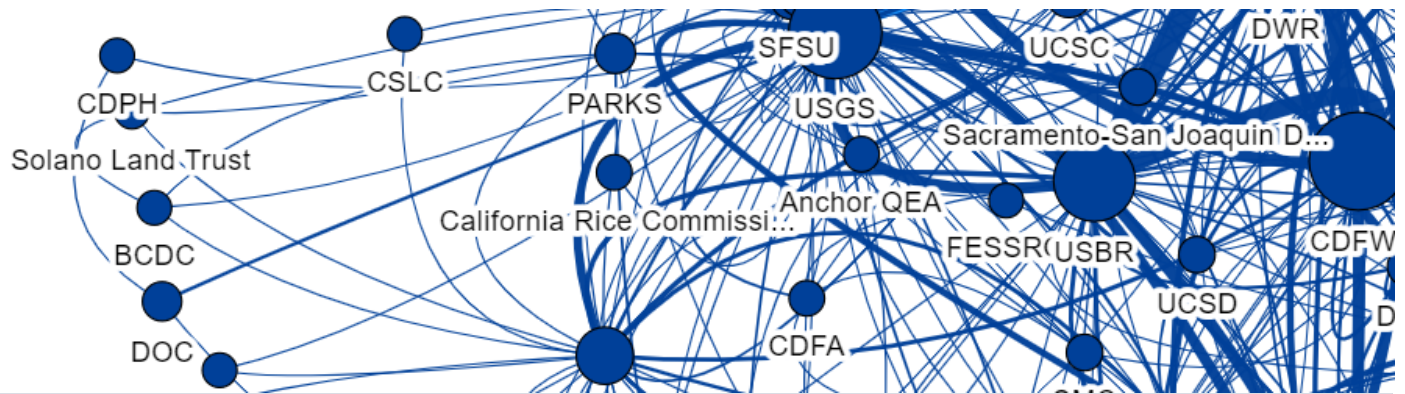 DWR
SFSU
UCSC
CSLC
CDPH
PARKS
USGS
Sacramento-San Joaquin D...
Solano Land Trust
Anchor QEA
California Rice Commissi...
CDFW
BCDC
USBR
UCSD
CDFA
DOC